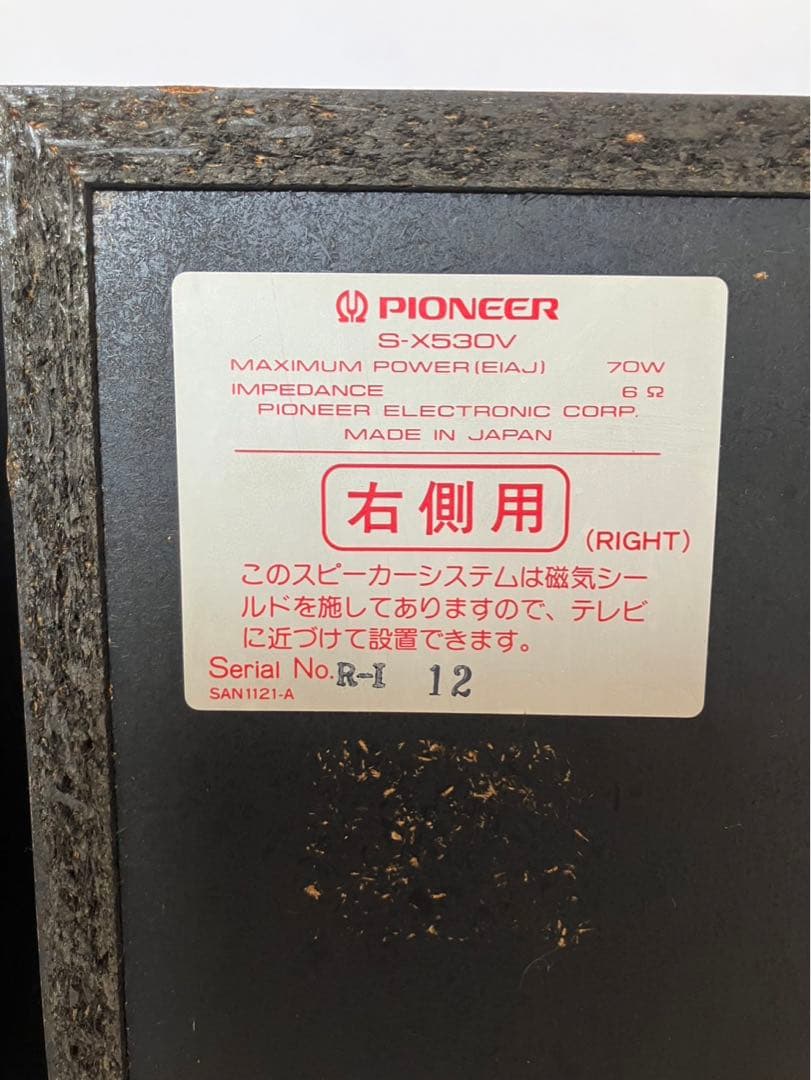 PIONEER
S-X530V
MAXIMUM POWER(EIAJ) 70W
IMPEDANCE 6Ω
PIONEER ELECTRONIC CORP.
MADE IN JAPAN
右側用
(RIGHT)
このスピーカーシステムは磁気シー
ルドを施してありますので、テレビ
に近づけて設置できます。
Serial No. R-I 12
SAN1121-A